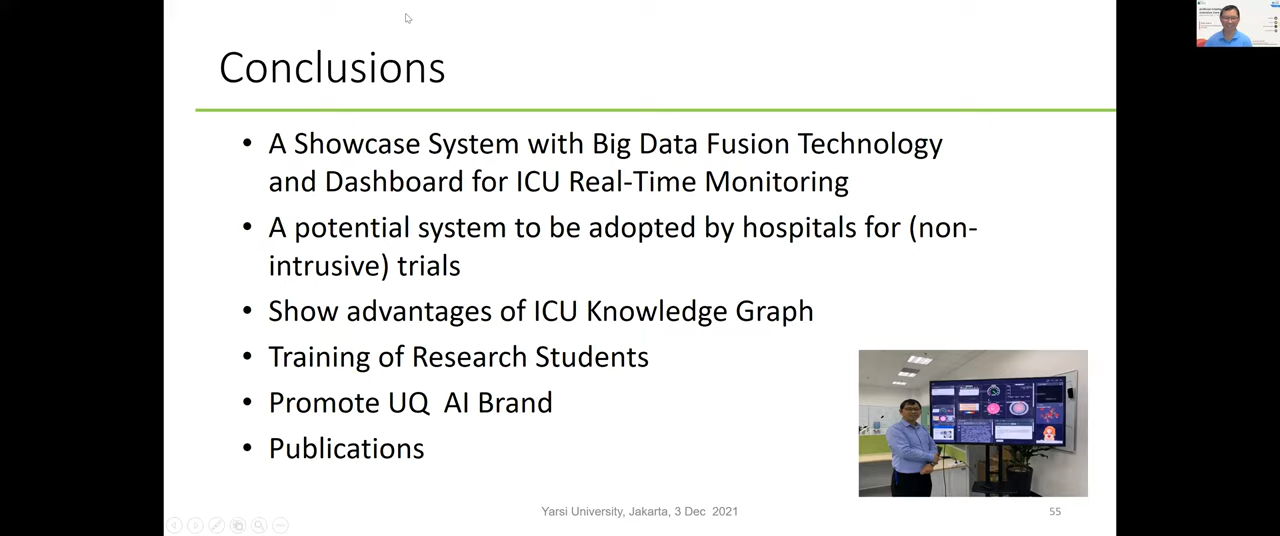 Conclusions
• A Showcase System with Big Data Fusion Technology
and Dashboard for ICU Real-Time Monitoring
• A potential system to be adopted by hospitals for (non-
intrusive) trials
• Show advantages of ICU Knowledge Graph
• Training of Research Students
• Promote UQ AI Brand
• Publications
Yarsi University, Jakarta, 3 Dec 2021
55